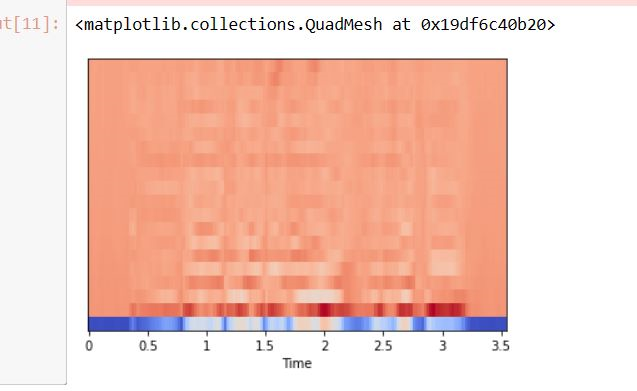 t[11]: <matplotlib.collections.QuadMesh at 0x19df6c40b20>
0 0.5 1 1.5 2 2.5 3 3.5
Time